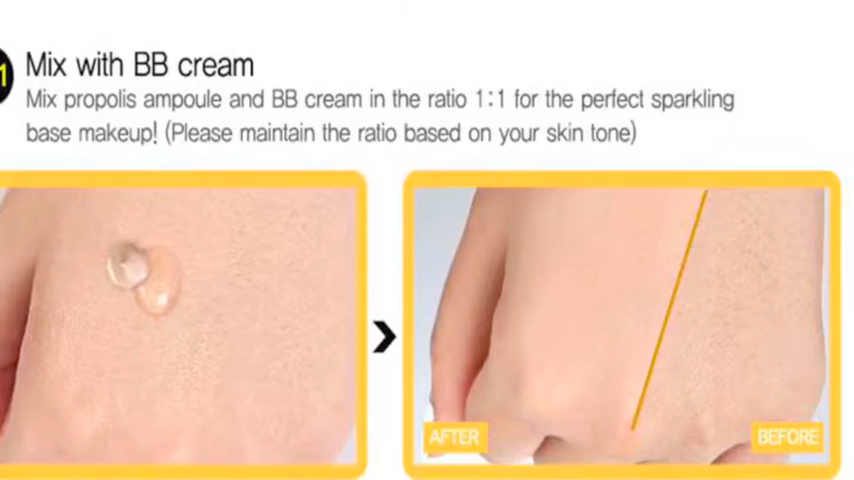 1 Mix with BB cream
Mix propolis ampoule and BB cream in the ratio 1:1 for the perfect sparkling
base makeup! (Please maintain the ratio based on your skin tone)
AFTER
BEFORE